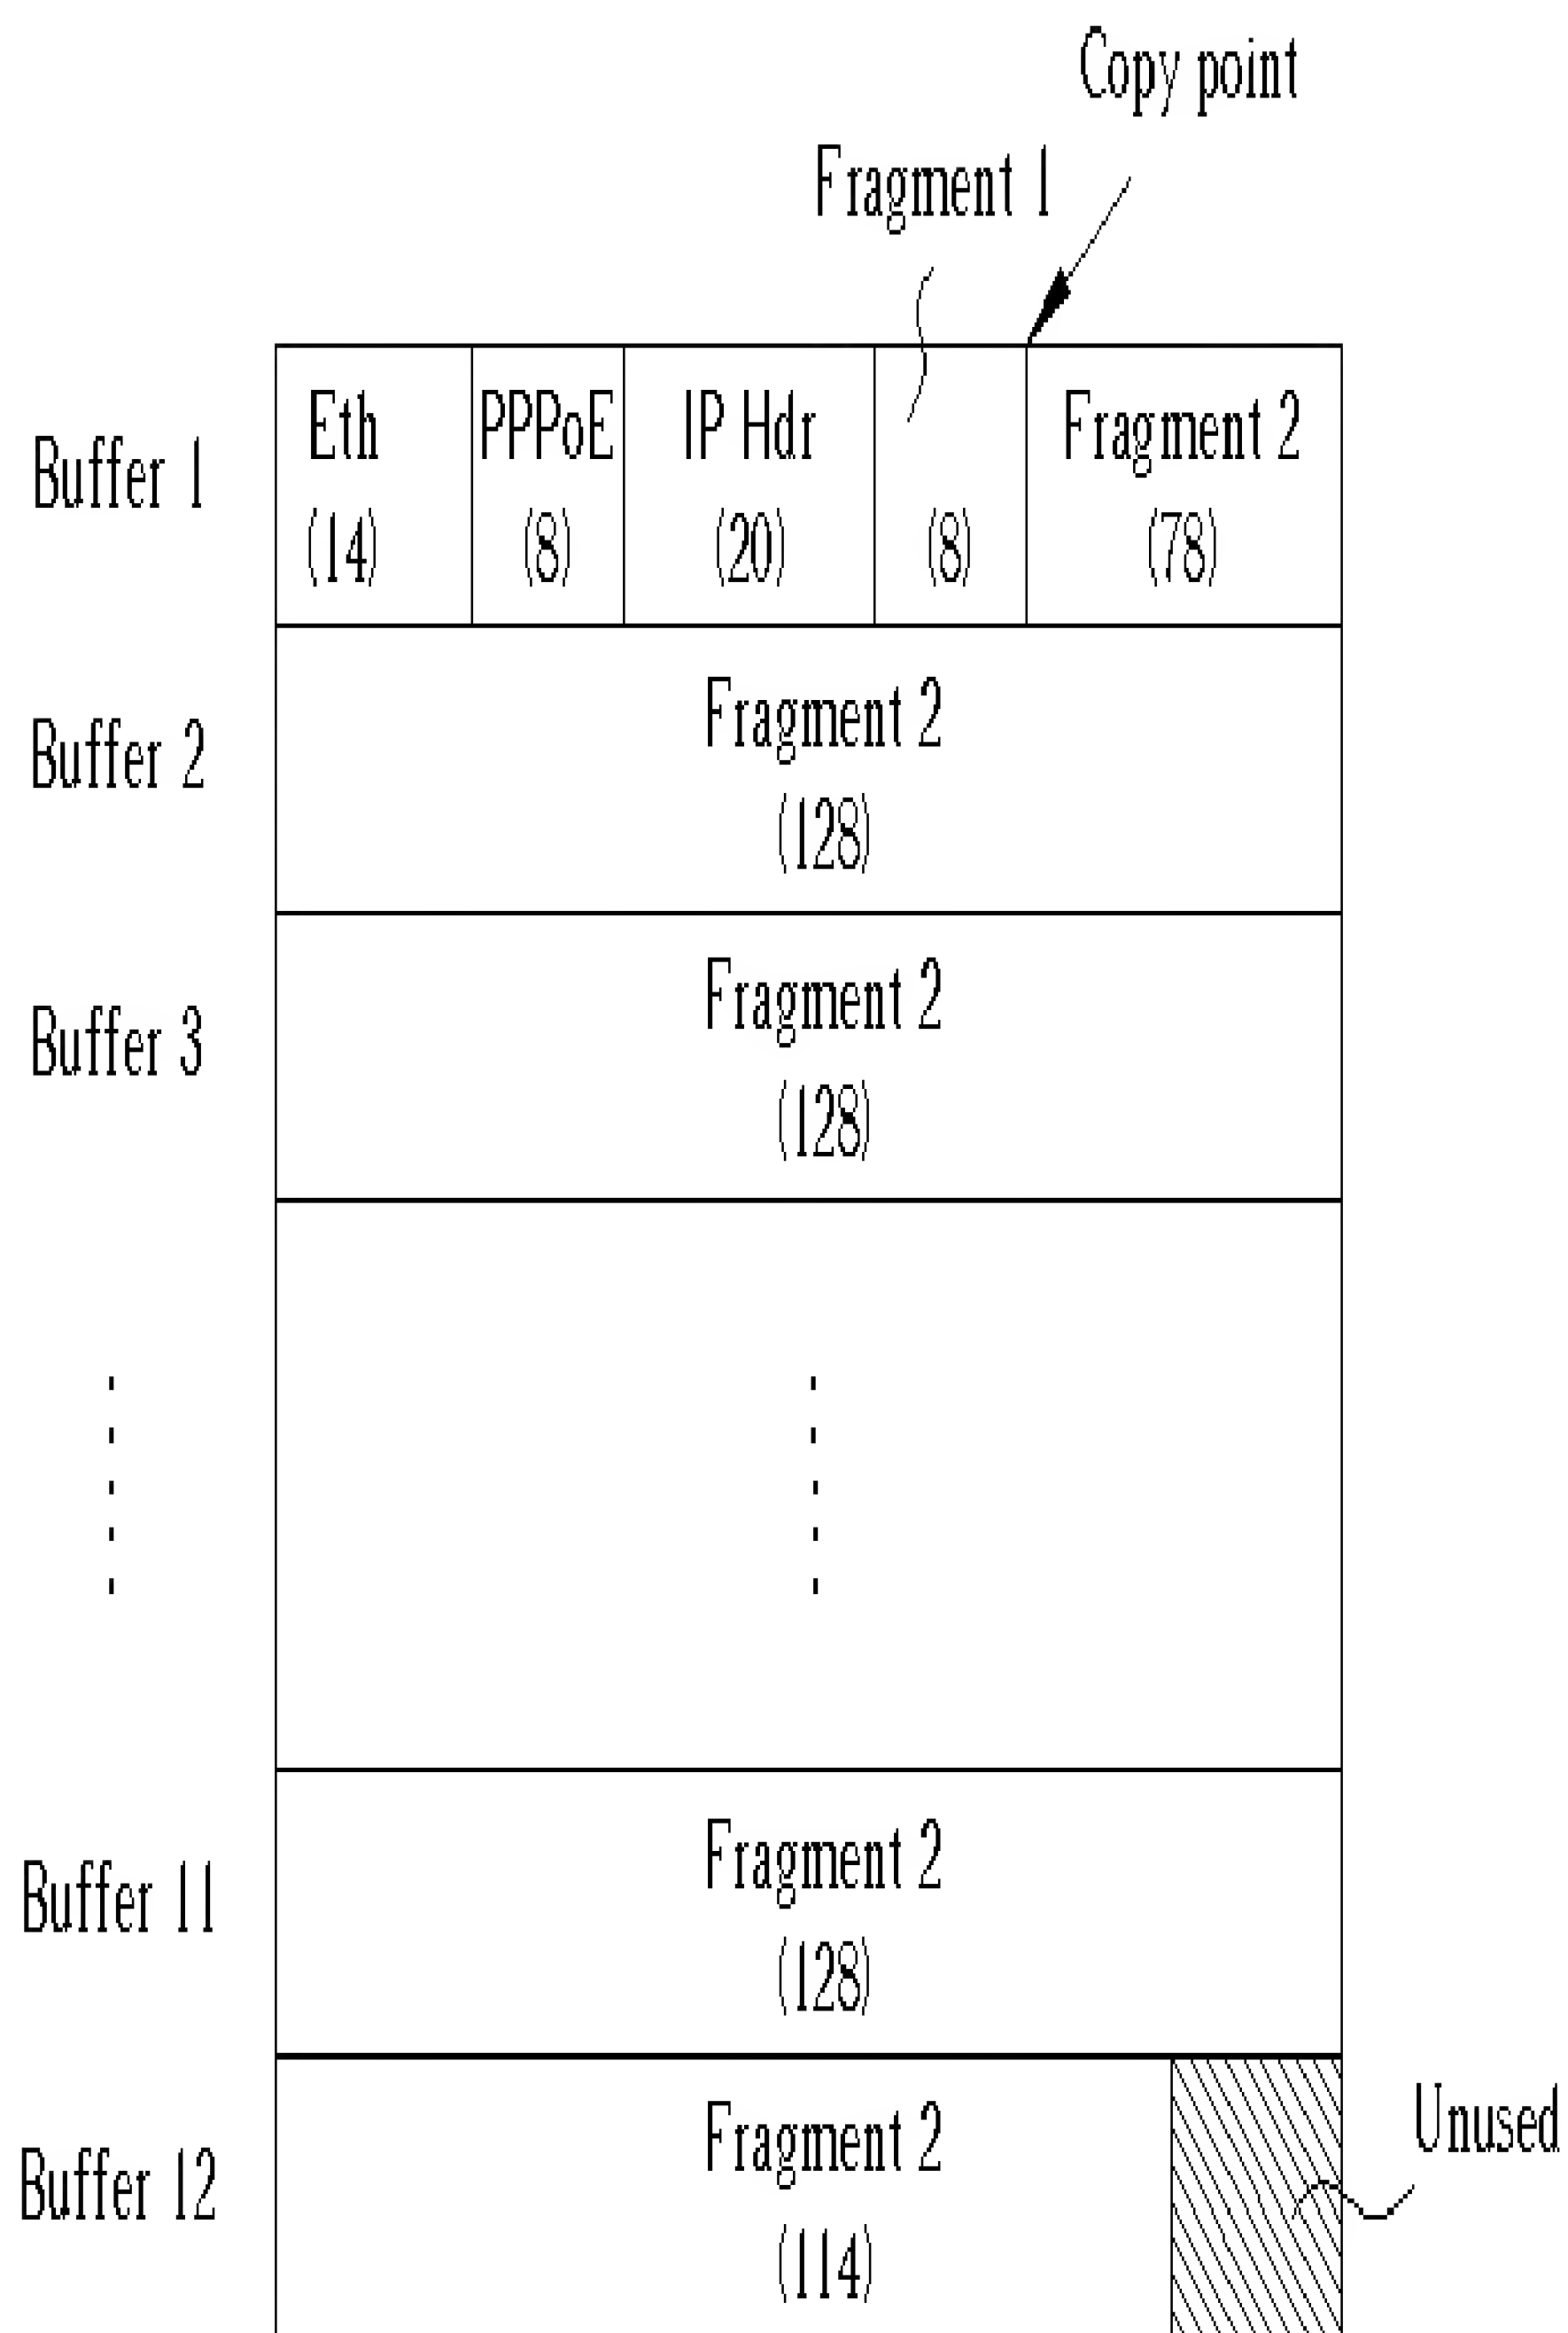 Copy point
Fragment 1
Buffer 1
Eth
(14)
PPPoE
(8)
IP Hdr
(20)
(8)
Fragment 2
(78)
Buffer 2
Fragment 2
(128)
Buffer 3
Fragment 2
(128)
Buffer 11
Fragment 2
(128)
Buffer 12
Fragment 2
(114)
Unused